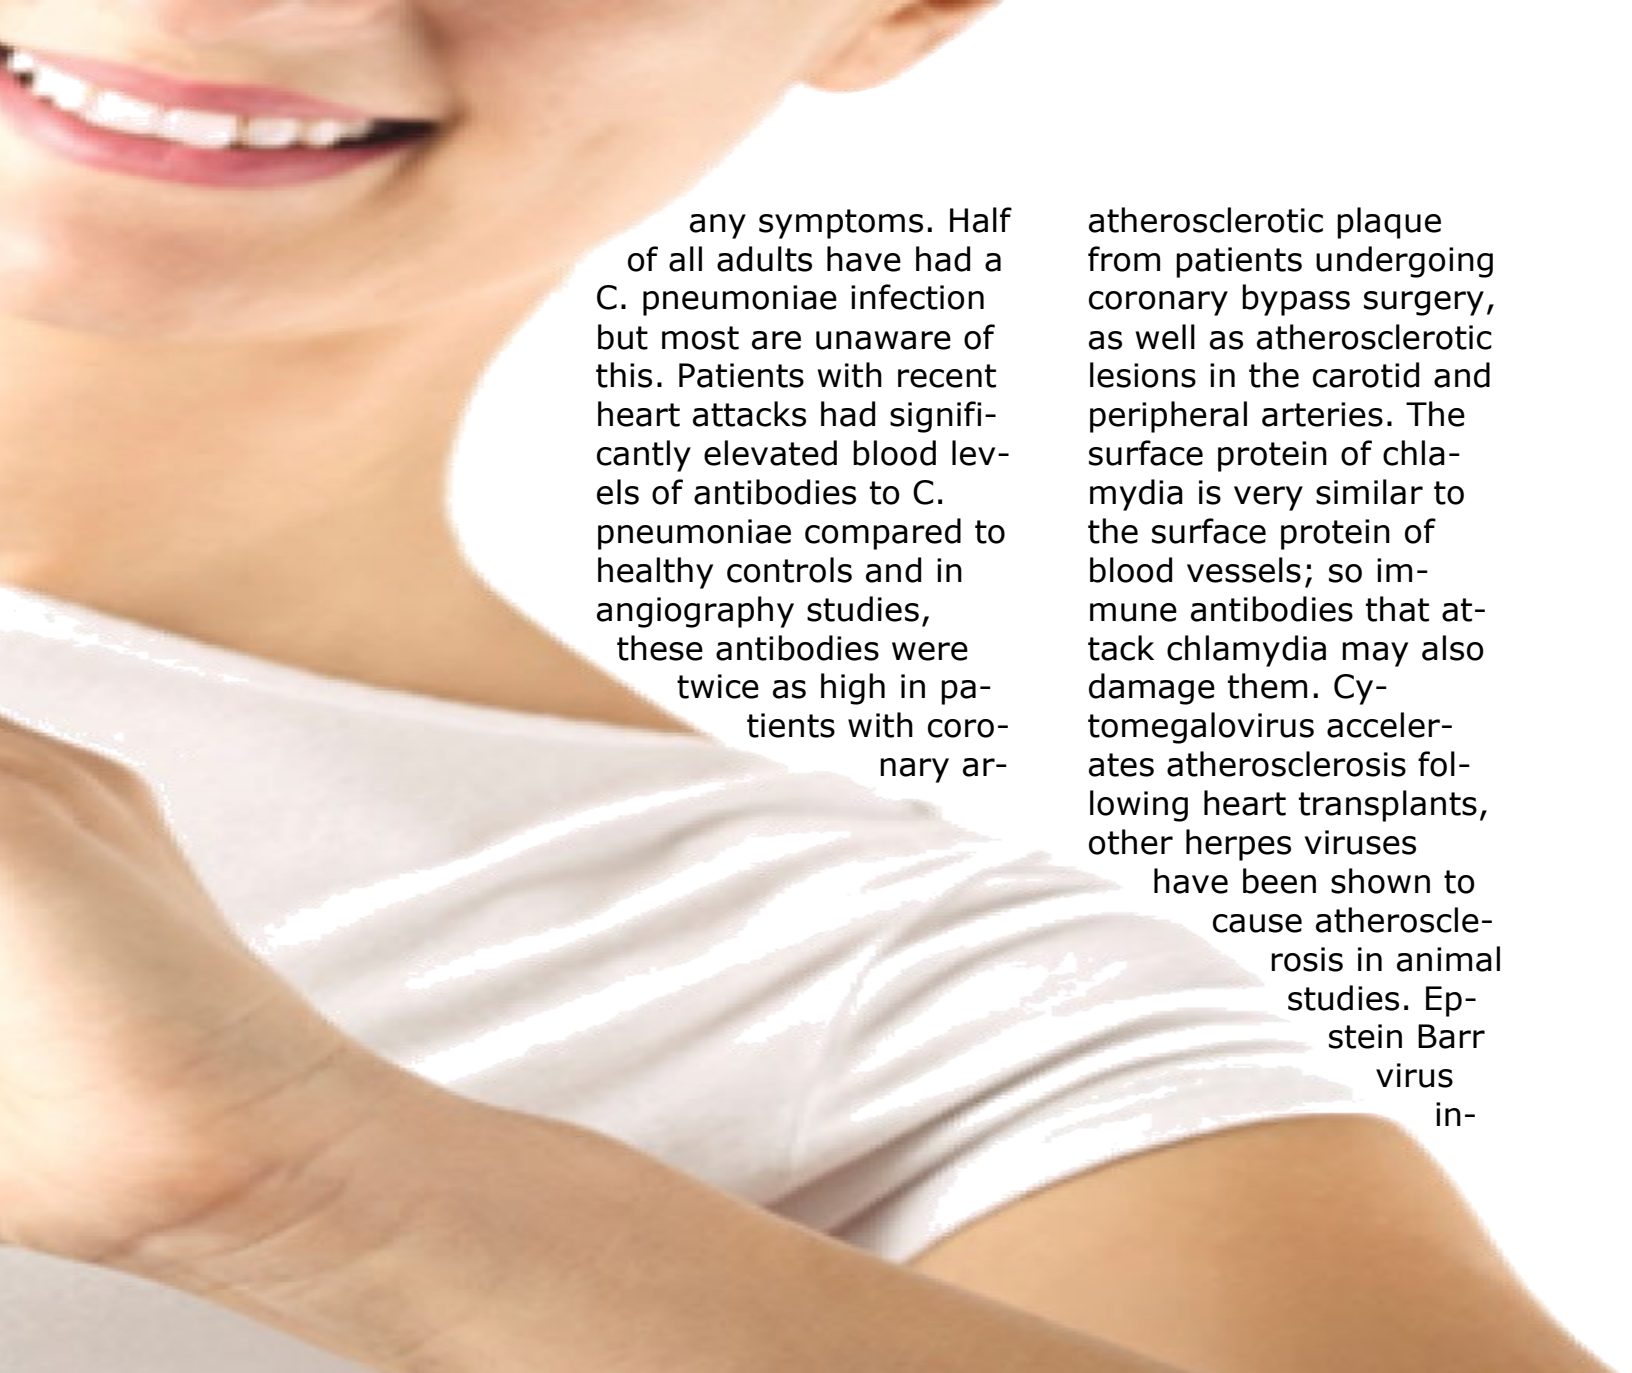 any symptoms. Half
of all adults have had a
C. pneumoniae infection
but most are unaware of
this. Patients with recent
heart attacks had signifi-
cantly elevated blood lev-
els of antibodies to C.
pneumoniae compared to
healthy controls and in
angiography studies,
these antibodies were
twice as high in pa-
tients with coro-
nary ar-
atherosclerotic plaque
from patients undergoing
coronary bypass surgery,
as well as atherosclerotic
lesions in the carotid and
peripheral arteries. The
surface protein of chla-
mydia is very similar to
the surface protein of
blood vessels; so im-
mune antibodies that at-
tack chlamydia may also
damage them. Cy-
tomegalovirus acceler-
ates atherosclerosis fol-
lowing heart transplants,
other herpes viruses
have been shown to
cause atheroscle-
rosis in animal
studies. Ep-
stein Barr
virus
in-